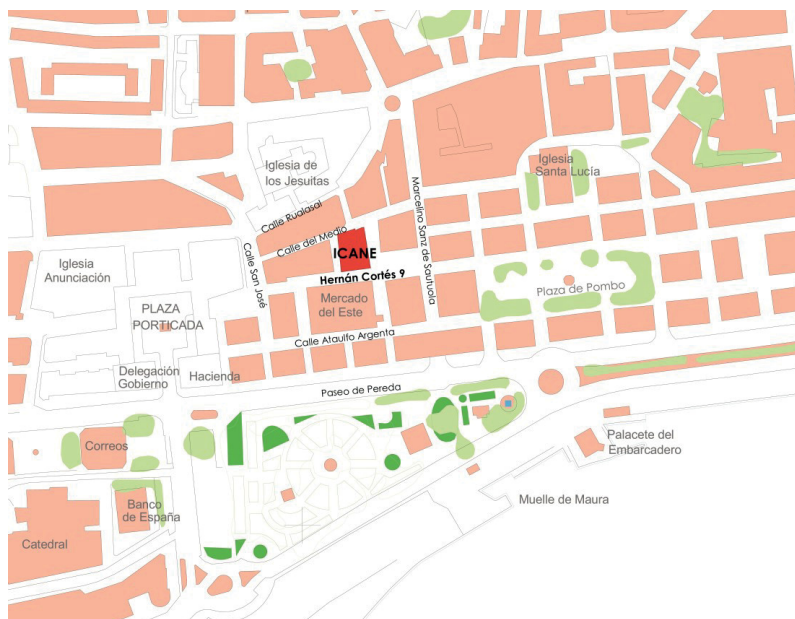 Iglesia de
los Jesuitas
Iglesia
Santa Lucía
Calle Rualasal
Marcelino Sanz de Sautuola
Calle del Medio
ICANE
Calle San José
Iglesia
Anunciación
Hernán Cortés 9
Mercado
del Este
Plaza de Pombo
PLAZA
PORTICADA
Calle Ataulfo Argenta
Delegación
Gobierno
Hacienda
Paseo de Pereda
Correos
Palacete del
Embarcadero
Banco
de España
Muelle de Maura
Catedral